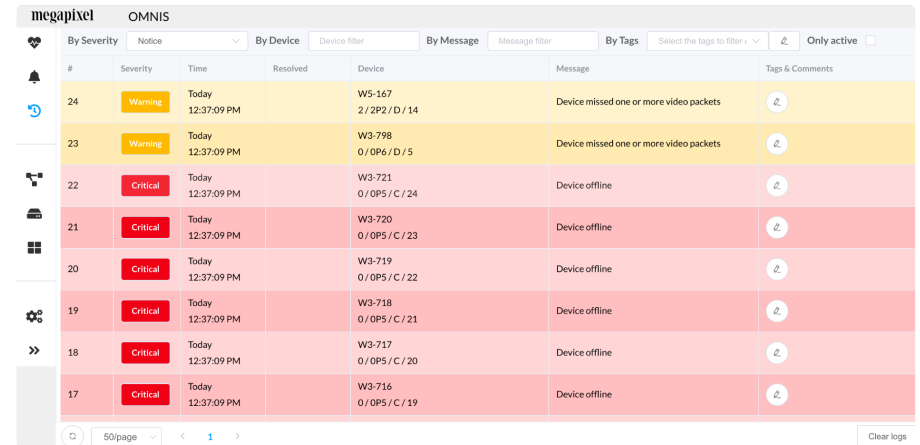 megapixel OMNIS
By Severity Notice By Device Device filter By Message Message filter By Tags Select the tags to filter Only active
# Severity Time Resolved Device Message Tags & Comments
24 Warning Today 12:37:09 PM W5-167 2 / 2P2 / D / 14 Device missed one or more video packets
23 Warning Today 12:37:09 PM W3-798 0 / 0P6 / D / 5 Device missed one or more video packets
22 Critical Today 12:37:09 PM W3-721 0 / 0P5 / C / 24 Device offline
21 Critical Today 12:37:09 PM W3-720 0 / 0P5 / C / 23 Device offline
20 Critical Today 12:37:09 PM W3-719 0 / 0P5 / C / 22 Device offline
19 Critical Today 12:37:09 PM W3-718 0 / 0P5 / C / 21 Device offline
18 Critical Today 12:37:09 PM W3-717 0 / 0P5 / C / 20 Device offline
17 Critical Today 12:37:09 PM W3-716 0 / 0P5 / C / 19 Device offline
50/page 1 Clear logs